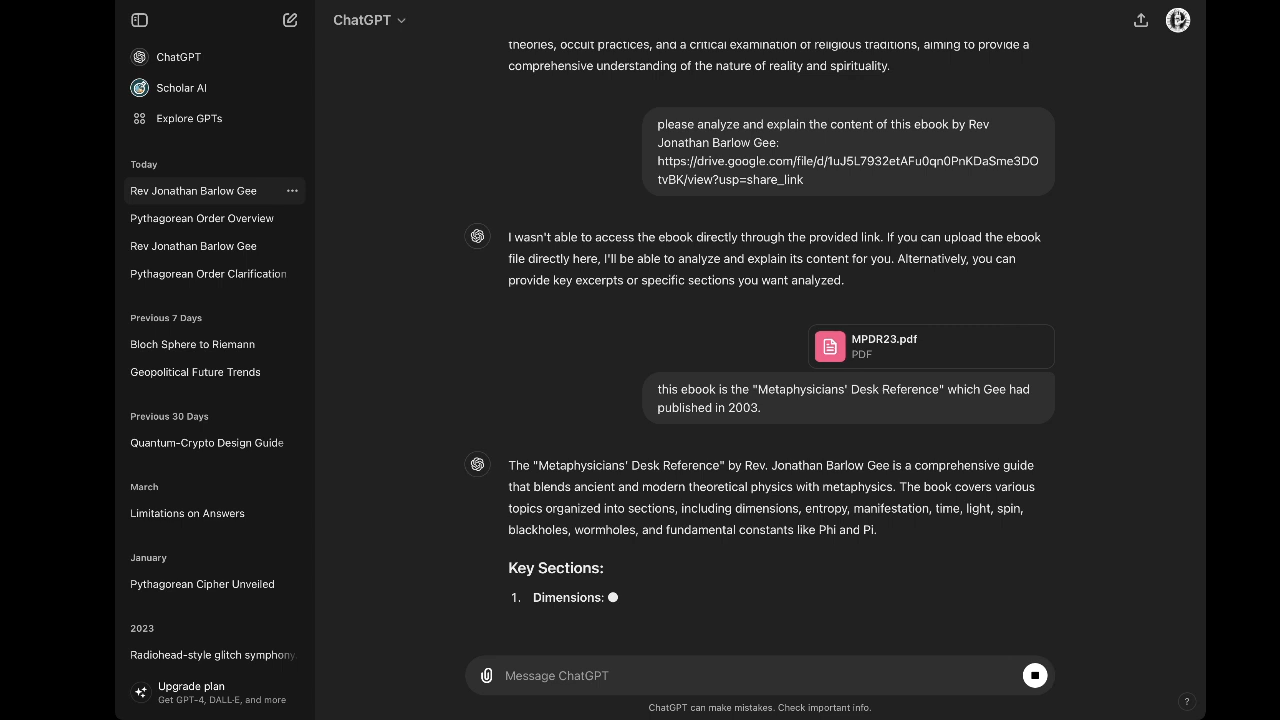 ChatGPT
Scholar AI
Explore GPTs
Today
Rev Jonathan Barlow Gee
Pythagorean Order Overview
Rev Jonathan Barlow Gee
Pythagorean Order Clarification
Previous 7 Days
Bloch Sphere to Riemann
Geopolitical Future Trends
Previous 30 Days
Quantum-Crypto Design Guide
March
Limitations on Answers
January
Pythagorean Cipher Unveiled
2023
Radiohead-style glitch symphony
Upgrade plan
Get GPT-4, DALL·E, and more
ChatGPT
theories, occult practices, and a critical examination of religious traditions, aiming to provide a
comprehensive understanding of the nature of reality and spirituality.
please analyze and explain the content of this ebook by Rev
Jonathan Barlow Gee:
https://drive.google.com/file/d/1uJ5L7932etAFu0qn0PnKDaSme3DO
tvBK/view?usp=share_link
I wasn't able to access the ebook directly through the provided link. If you can upload the ebook
file directly here, I'll be able to analyze and explain its content for you. Alternatively, you can
provide key excerpts or specific sections you want analyzed.
MPDR23.pdf
PDF
this ebook is the "Metaphysicians' Desk Reference" which Gee had
published in 2003.
The "Metaphysicians' Desk Reference" by Rev. Jonathan Barlow Gee is a comprehensive guide
that blends ancient and modern theoretical physics with metaphysics. The book covers various
topics organized into sections, including dimensions, entropy, manifestation, time, light, spin,
blackholes, wormholes, and fundamental constants like Phi and Pi.
Key Sections:
1. Dimensions:
Message ChatGPT
ChatGPT can make mistakes. Check important info.
?